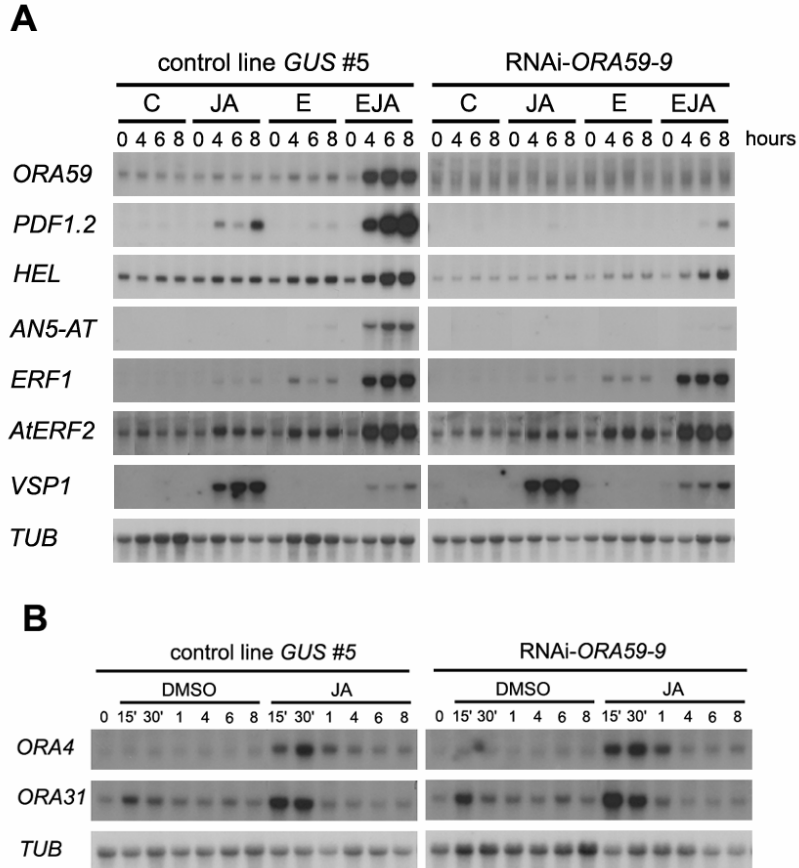 A
control line GUS #5 RNAi-ORA59-9
C JA E EJA C JA E EJA
0 4 6 8 0 4 6 8 0 4 6 8 0 4 6 8 0 4 6 8 0 4 6 8 0 4 6 8 0 4 6 8 hours
ORA59
PDF1.2
HEL
AN5-AT
ERF1
AtERF2
VSP1
TUB
B
control line GUS #5 RNAi-ORA59-9
DMSO JA DMSO JA
0 15' 30' 1 4 6 8 15' 30' 1 4 6 8 0 15' 30' 1 4 6 8 15' 30' 1 4 6 8
ORA4
ORA31
TUB